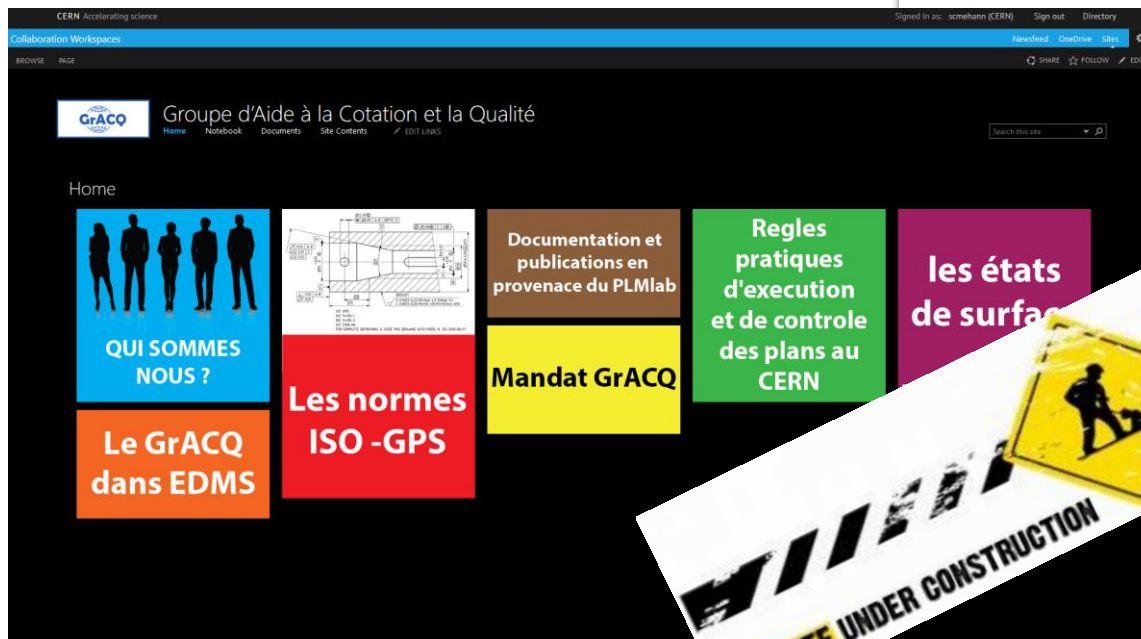 CERN Accelerating science
Signed in as: scmehann (CERN) Sign out Directory
Collaboration Workspaces
Newsfeed OneDrive Sites
BROWSE PAGE
SHARE FOLLOW EDIT
GrACQ
Groupe d'Aide à la Cotation et la Qualité
Home Notebook Documents Site Contents EDIT LINKS
Search this site
Home
QUI SOMMES
NOUS ?
Le GrACQ
dans EDMS
Les normes
ISO -GPS
Documentation et
publications en
provenace du PLMlab
Mandat GrACQ
Regles
pratiques
d'execution
et de controle
des plans au
CERN
les états
de surfac
UNDER CONSTRUCTION